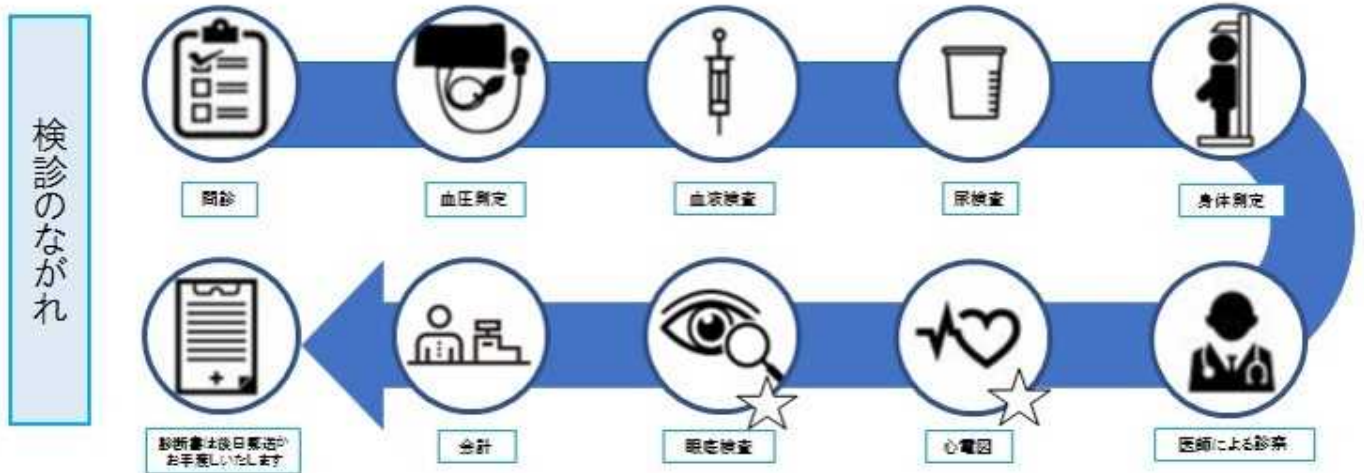 検診のながれ
問診
血圧測定
血液検査
尿検査
身体測定
医師による診察
心電図
眼底検査
会計
診断書は後日郵送か
お手渡しいたします